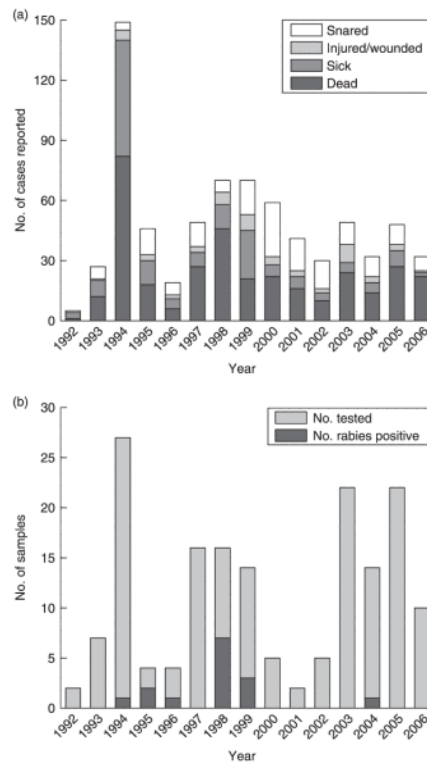 (a)
Snared
Injured/wounded
Sick
Dead
150
120
90
60
30
0
No. of cases reported
1992 1993 1994 1995 1996 1997 1998 1999 2000 2001 2002 2003 2004 2005 2006
Year
(b)
No. tested
No. rabies positive
30
25
20
15
10
5
0
No. of samples
1992 1993 1994 1995 1996 1997 1998 1999 2000 2001 2002 2003 2004 2005 2006
Year